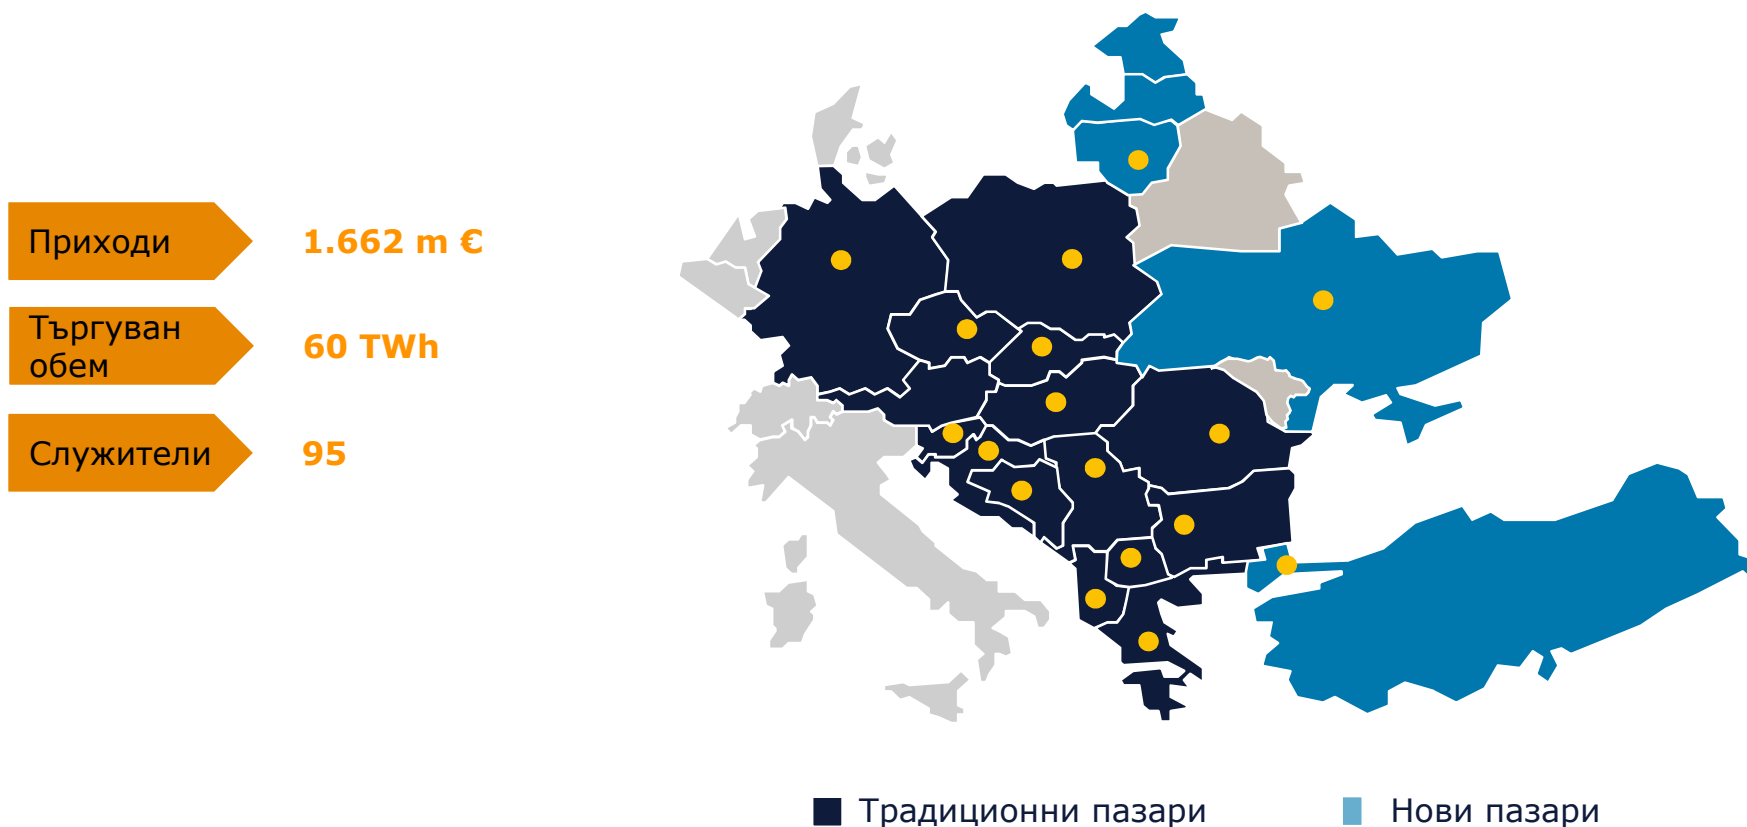 Приходи
1.662 m €
Търгуван
обем
60 TWh
Служители
95
Традиционни пазари
Нови пазари